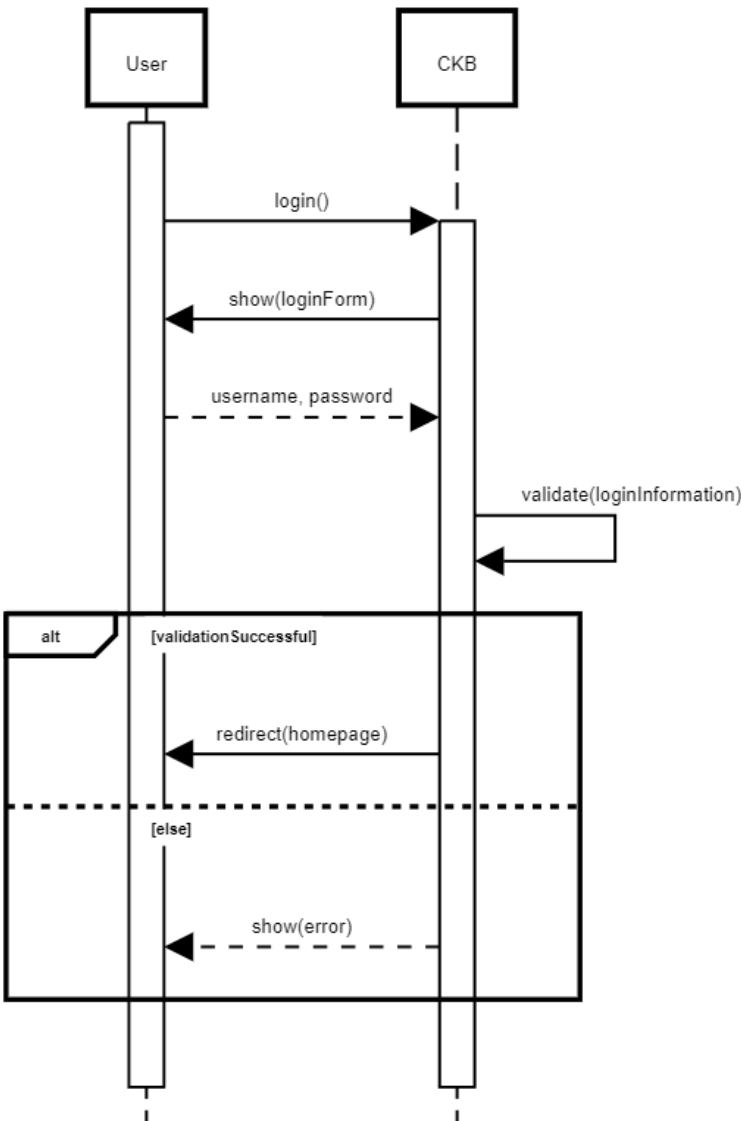 User
CKB
login()
show(loginForm)
username, password
validate(loginInformation)
alt
[validationSuccessful]
redirect(homepage)
[else]
show(error)